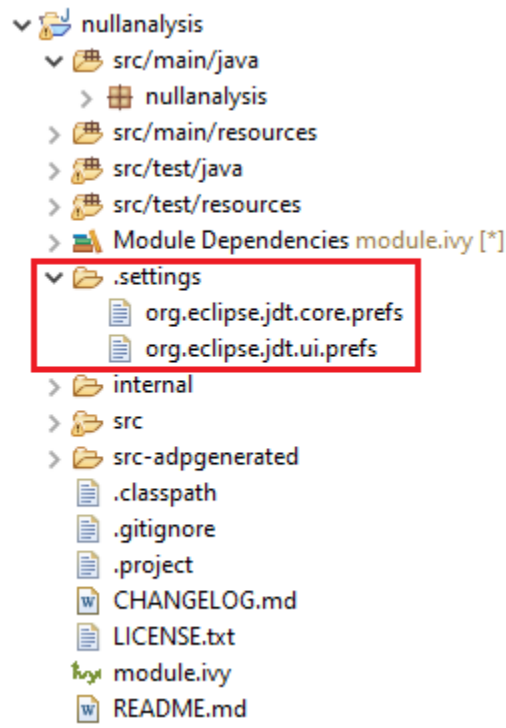 nullanalysis
src/main/java
nullanalysis
src/main/resources
src/test/java
src/test/resources
Module Dependencies module.ivy [*]
.settings
org.eclipse.jdt.core.prefs
org.eclipse.jdt.ui.prefs
internal
src
src-adpgenerated
.classpath
.gitignore
.project
CHANGELOG.md
LICENSE.txt
module.ivy
README.md